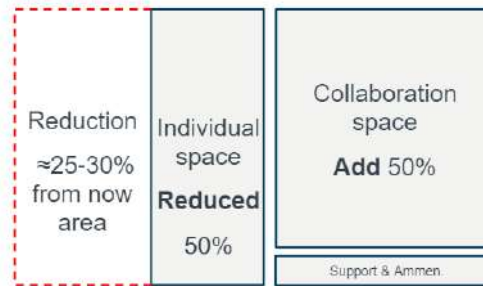 Reduction
≈25-30%
from now
area
Individual
space
Reduced
50%
Collaboration
space
Add 50%
Support & Ammen.